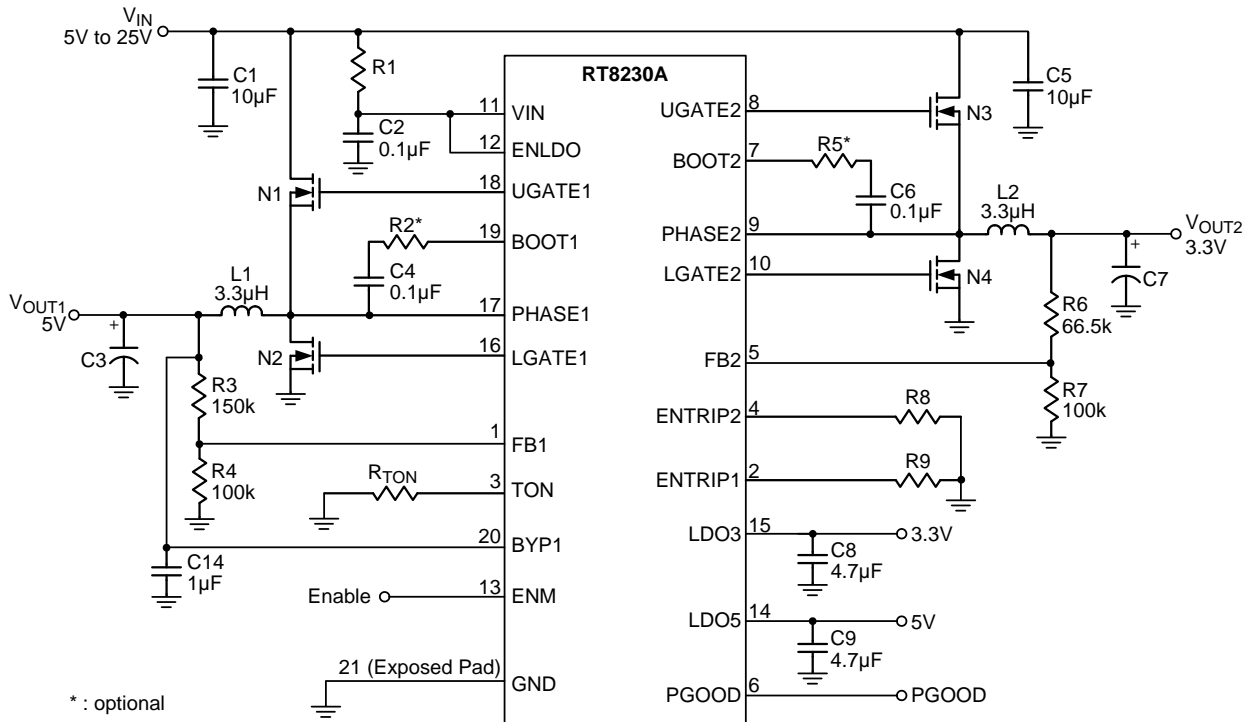 VIN
5V to 25V
C1
10µF
R1
C2
0.1µF
RT8230A
11
VIN
12
ENLDO
18
UGATE1
N1
R2*
19
BOOT1
C4
0.1µF
L1
3.3µH
17
PHASE1
VOUT1
5V
C3
N2
16
LGATE1
R3
150k
1
FB1
R4
100k
RTON
3
TON
20
BYP1
C14
1µF
Enable
13
ENM
21 (Exposed Pad)
GND
* : optional
UGATE2
8
N3
C5
10µF
BOOT2
7
R5*
C6
0.1µF
L2
3.3µH
PHASE2
9
VOUT2
3.3V
LGATE2
10
N4
C7
R6
66.5k
FB2
5
R7
100k
ENTRIP2
4
R8
ENTRIP1
2
R9
LDO3
15
3.3V
C8
4.7µF
LDO5
14
5V
C9
4.7µF
PGOOD
6
PGOOD